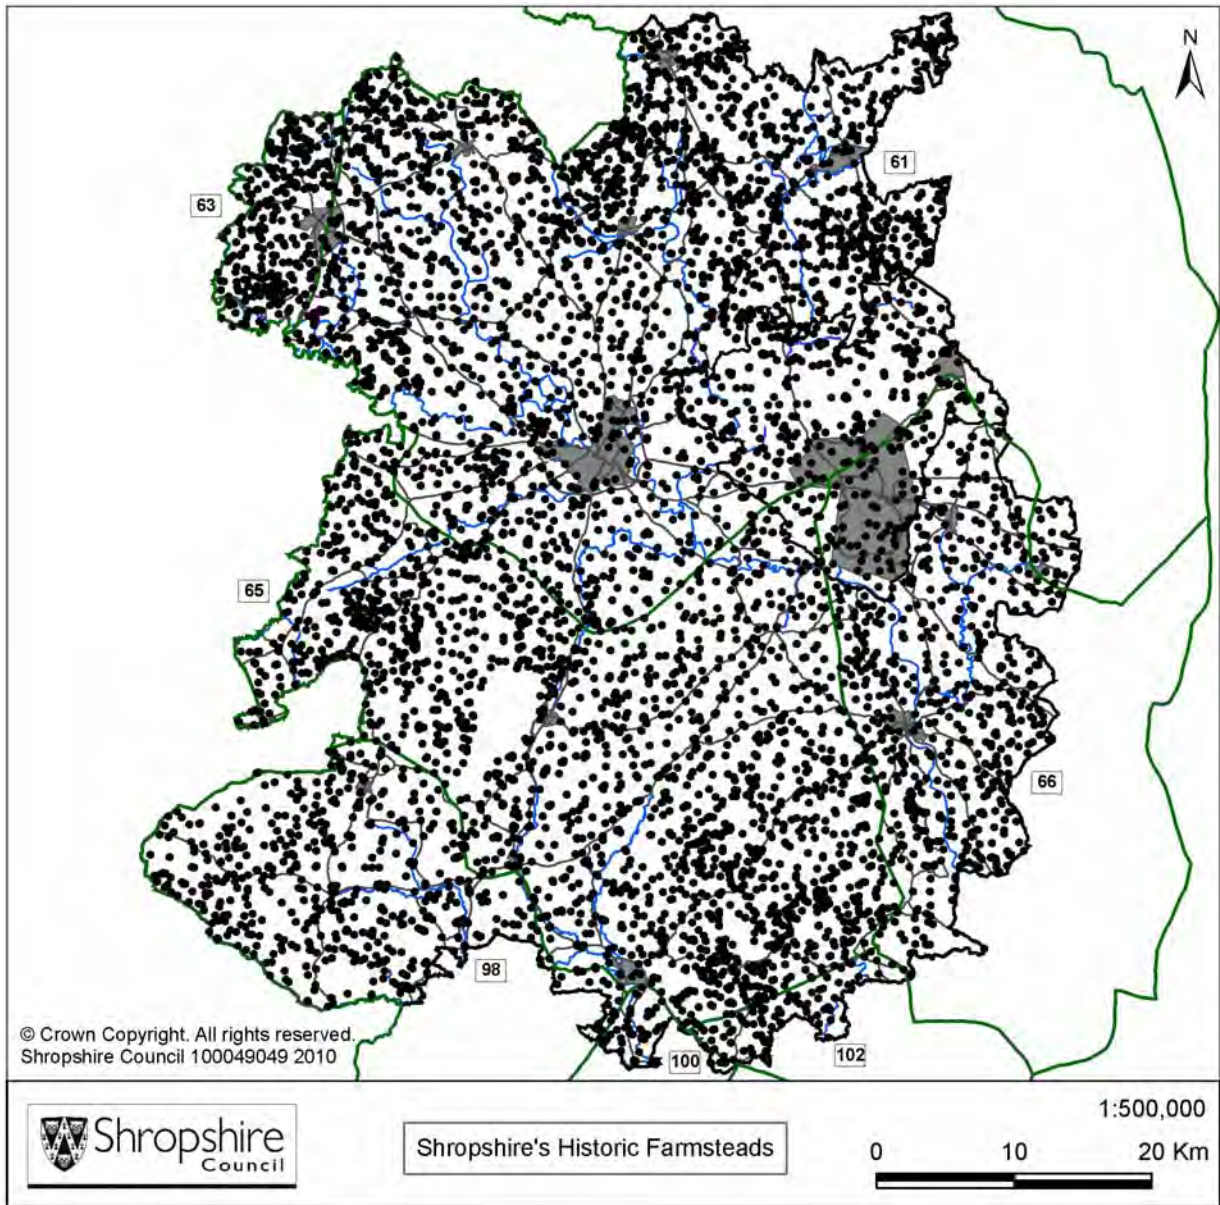 N
61
63
65
66
98
© Crown Copyright. All rights reserved.
Shropshire Council 100049049 2010
100
102
Shropshire
Council
Shropshire's Historic Farmsteads
1:500,000
0 10 20 Km